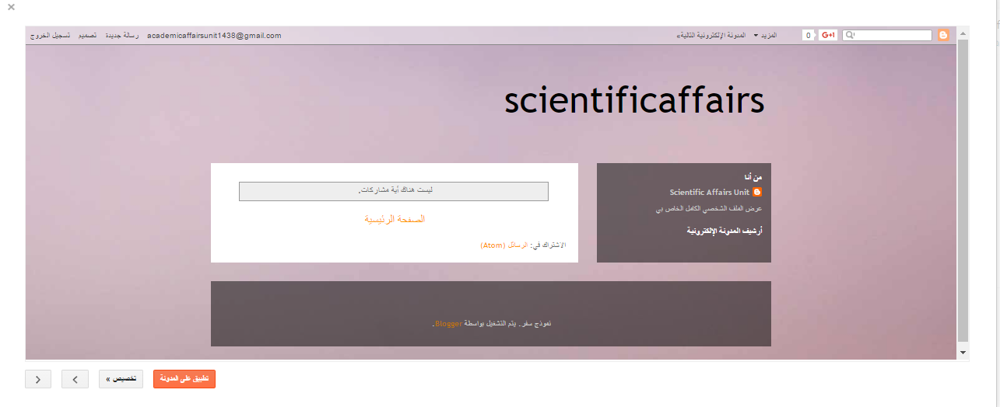 ×
المزيد ▾ المدونة الإلكترونية التالية» academicaffairsunit1438@gmail.com رسالة جديدة تصميم تسجيل الخروج
0 G+1
scientificaffairs
من أنا
Scientific Affairs Unit
عرض الملف الشخصي الكامل الخاص بي
أرشيف المدونة الإلكترونية
ليست هناك أية مشاركات.
الصفحة الرئيسية
الاشتراك في: الرسائل (Atom)
نموذج سفر. يتم التشغيل بواسطة Blogger.
تطبيق على المدونة
تخصيص »